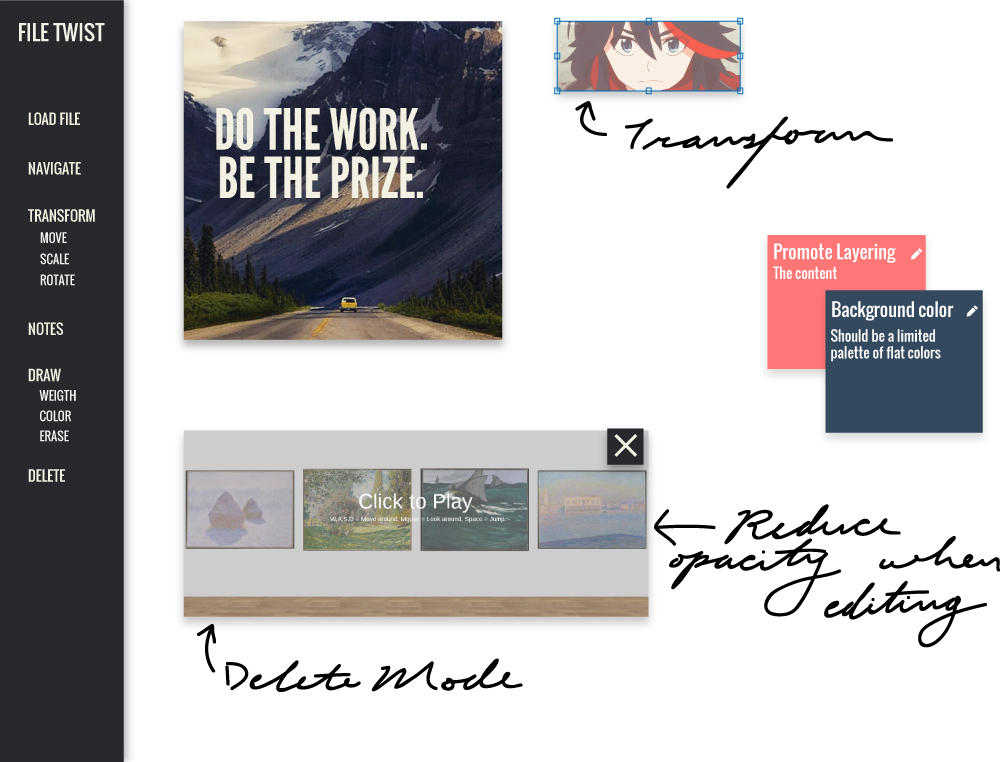 FILE TWIST
LOAD FILE
NAVIGATE
TRANSFORM
MOVE
SCALE
ROTATE
NOTES
DRAW
WEIGTH
COLOR
ERASE
DELETE
DO THE WORK.
BE THE PRIZE.
Transform
Promote Layering
The content
Background color
Should be a limited
palette of flat colors
Click to Play
W,A,S,D = Move around, Mouse = Look around, Space = Jump
Reduce
opacity when
editing
Delete Mode